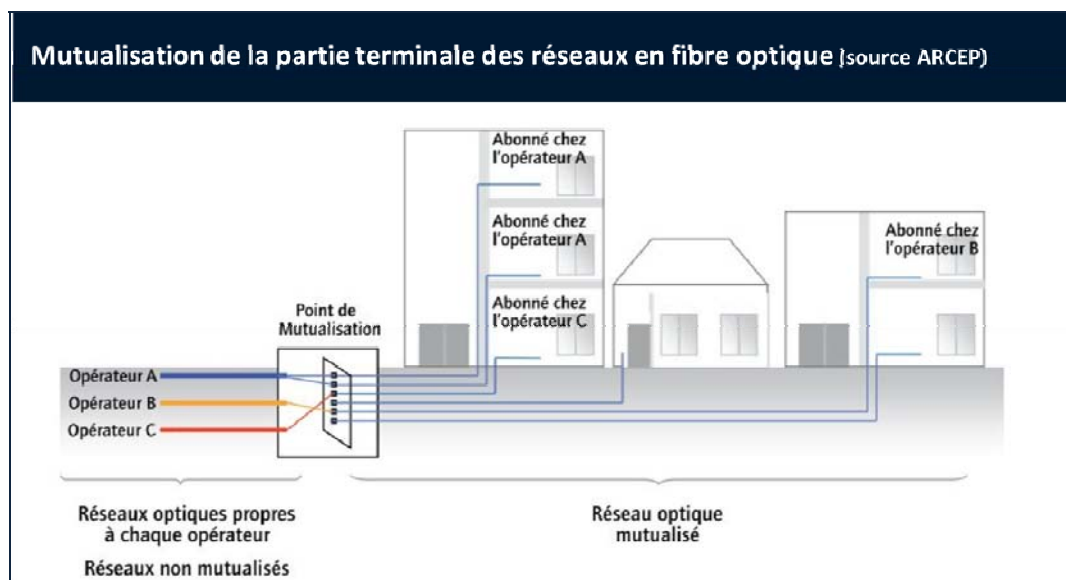 Mutualisation de la partie terminale des réseaux en fibre optique (source ARCEP)
Abonné chez
l'opérateur A
Abonné chez
l'opérateur A
Abonné chez
l'opérateur B
Abonné chez
l'opérateur C
Point de
Mutualisation
Opérateur A
Opérateur B
Opérateur C
Réseaux optiques propres
à chaque opérateur
Réseau optique
mutualisé
Réseaux non mutualisés